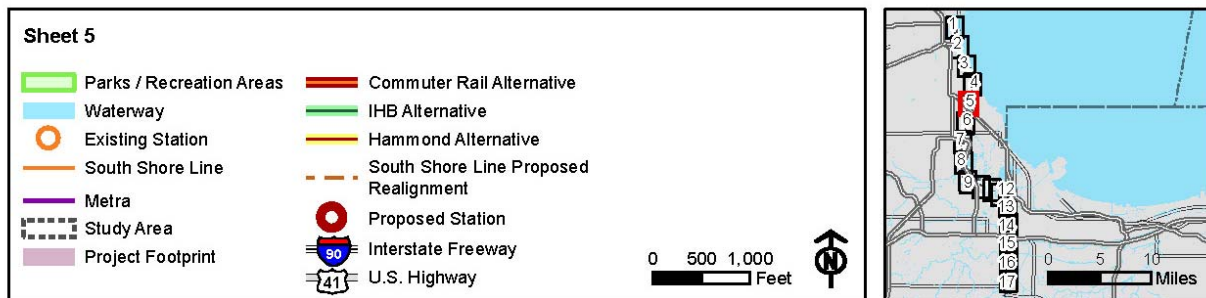 Sheet 5
Parks / Recreation Areas
Waterway
Existing Station
South Shore Line
Metra
Study Area
Project Footprint
Commuter Rail Alternative
IHB Alternative
Hammond Alternative
South Shore Line Proposed
Realignment
Proposed Station
90 Interstate Freeway
41 U.S. Highway
0 500 1,000
Feet
N
1
2
3
4
5
6
7
8
9
12
13
14
15
16
17
0 5 10
Miles